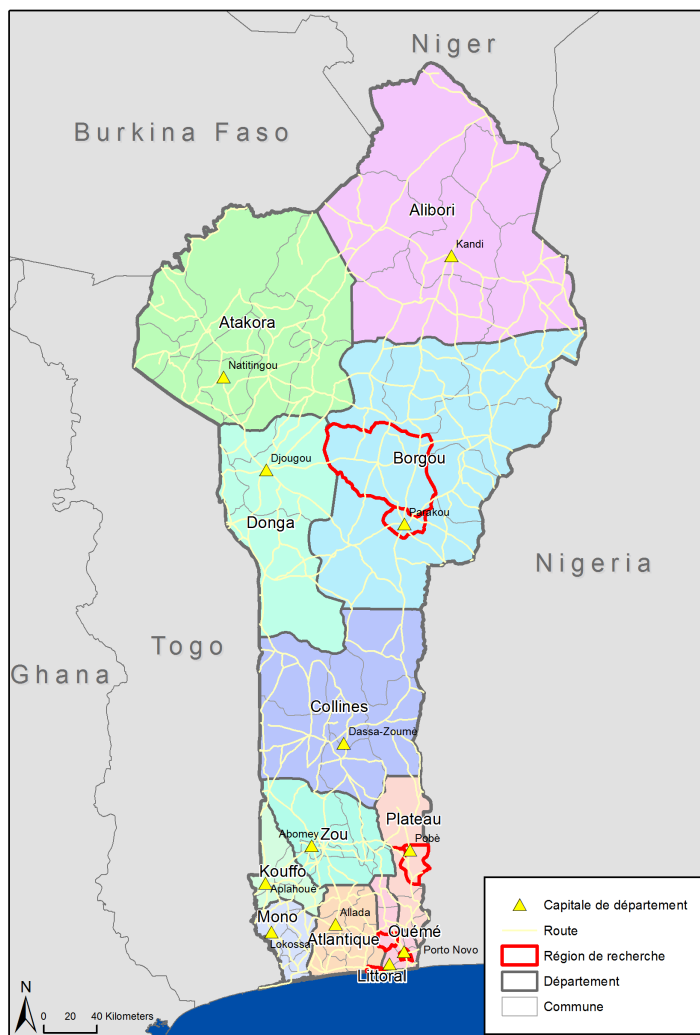 Niger
Burkina Faso
Alibori
Kandi
Atakora
Natitingou
Borgou
Djougou
Parakou
Donga
Nigeria
Togo
Ghana
Collines
Dassa-Zoumè
Plateau
Abomey
Zou
Pobè
Kouffo
Aplahoué
Mono
Allada
Lokossa
Atlantique
Ouémé
Porto Novo
Littoral
Capitale de département
Route
Région de recherche
Département
Commune
N
0 20 40 Kilometers